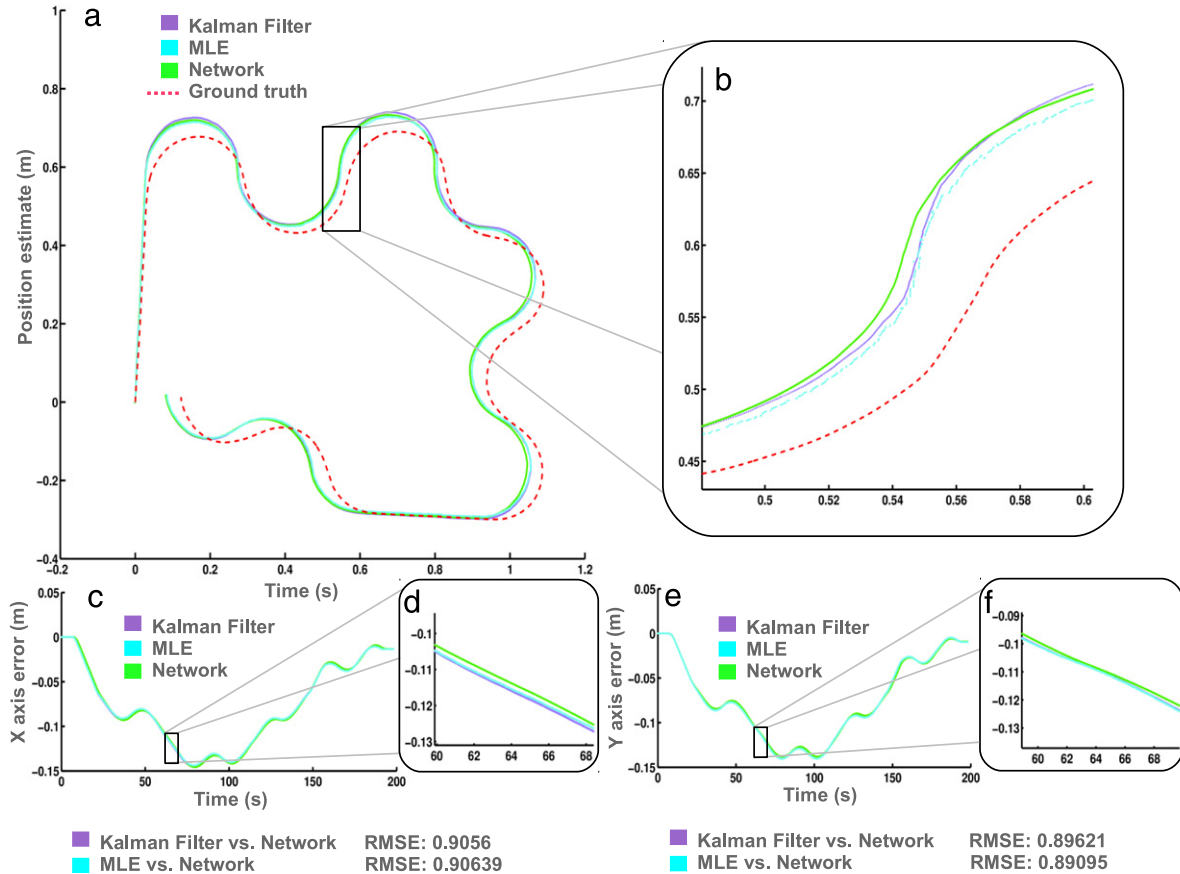 a
Kalman Filter
MLE
Network
Ground truth
Position estimate (m)
1
0.8
0.6
0.4
0.2
0
−0.2
−0.4
−0.2
0
0.2
0.4
0.6
0.8
1
1.2
Time (s)
b
0.7
0.65
0.6
0.55
0.5
0.45
0.5
0.52
0.54
0.56
0.58
0.6
c
Kalman Filter
MLE
Network
X axis error (m)
0.05
0
−0.05
−0.1
−0.15
0
50
100
150
200
Time (s)
d
−0.1
−0.11
−0.12
−0.13
60
62
64
66
68
e
Kalman Filter
MLE
Network
Y axis error (m)
0.05
0
−0.05
−0.1
−0.15
0
50
100
150
200
Time (s)
f
−0.09
−0.1
−0.11
−0.12
−0.13
60
62
64
66
68
Kalman Filter vs. Network RMSE: 0.9056
MLE vs. Network RMSE: 0.90639
Kalman Filter vs. Network RMSE: 0.89621
MLE vs. Network RMSE: 0.89095